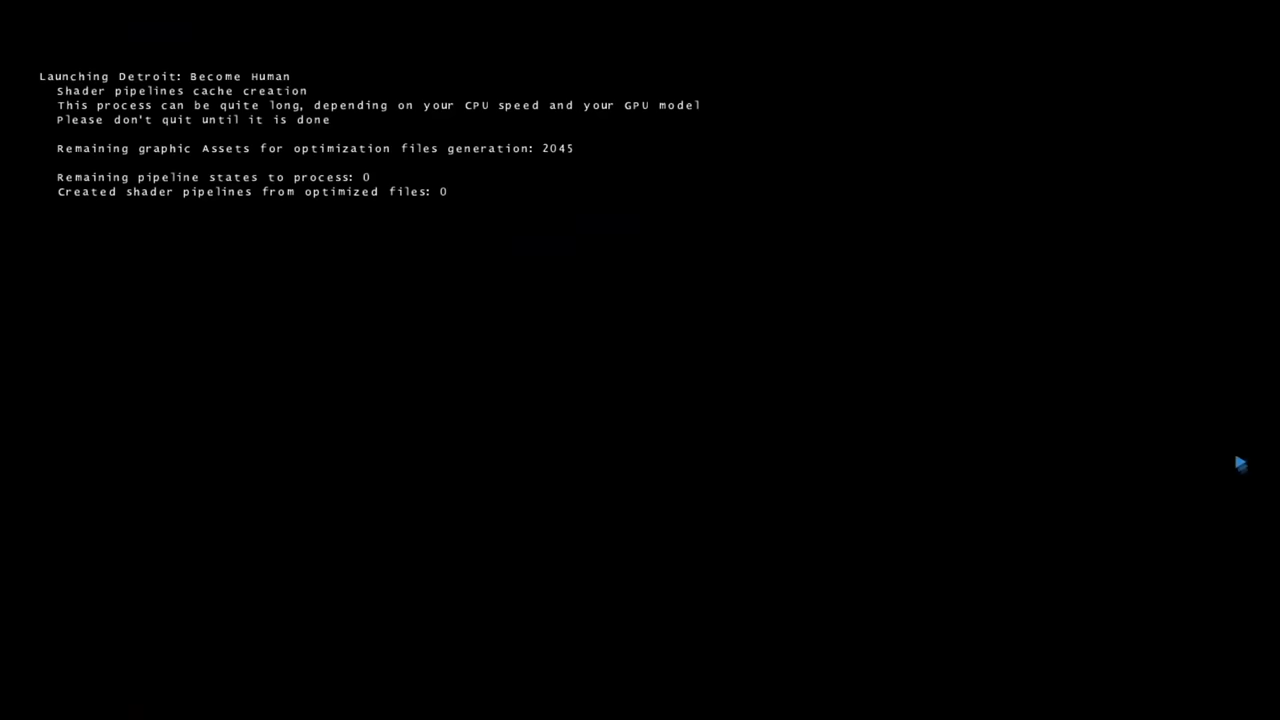 Launching Detroit: Become Human
Shader pipelines cache creation
This process can be quite long, depending on your CPU speed and your GPU model
Please don't quit until it is done
Remaining graphic Assets for optimization files generation: 2045
Remaining pipeline states to process: 0
Created shader pipelines from optimized files: 0